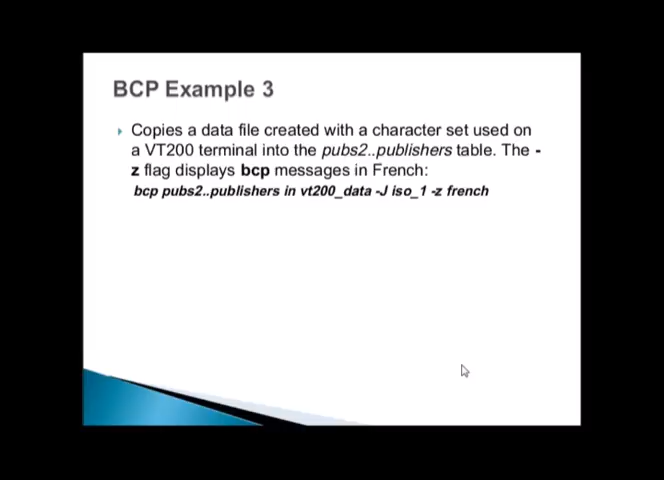 BCP Example 3
Copies a data file created with a character set used on
a VT200 terminal into the pubs2..publishers table. The -
z flag displays bcp messages in French:
bcp pubs2..publishers in vt200_data -J iso_1 -z french